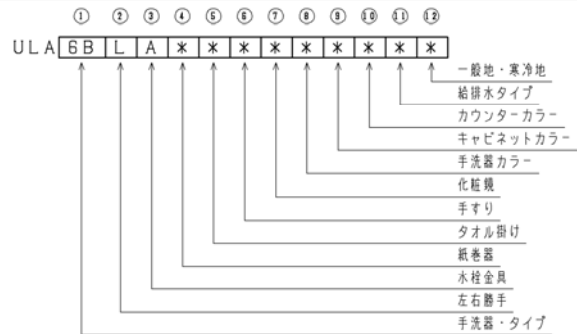 ① ② ③ ④ ⑤ ⑥ ⑦ ⑧ ⑨ ⑩ ⑪ ⑫
ULA 6B L A * * * * * * * * *
一般地・寒冷地
給排水タイプ
カウンターカラー
キャビネットカラー
手洗器カラー
化粧鏡
手すり
タオル掛け
紙巻器
水栓金具
左右勝手
手洗器・タイプ